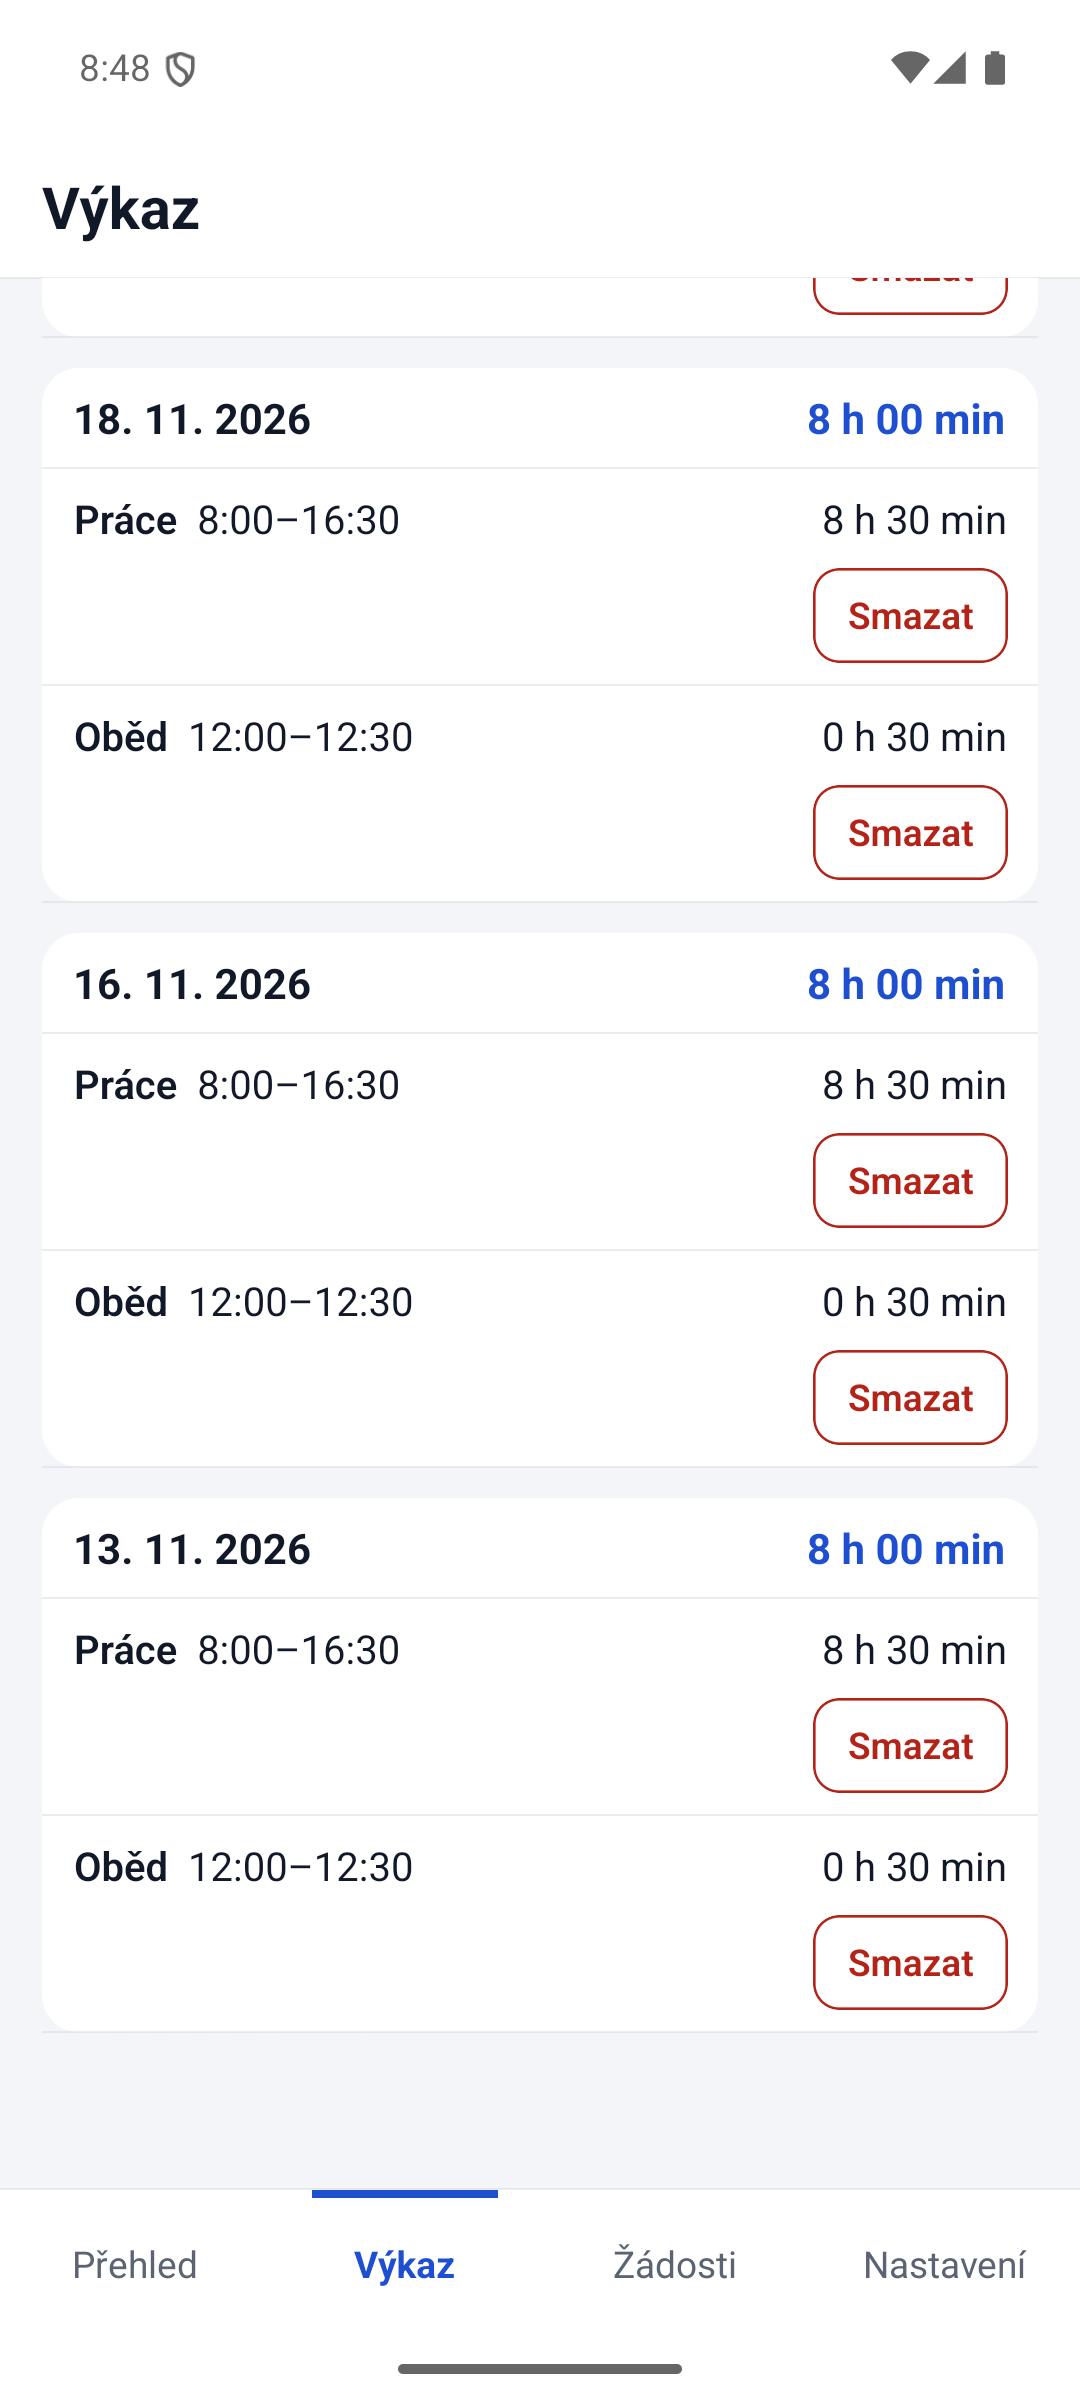 8:48
Výkaz
Smazat
18. 11. 2026 8 h 00 min
Práce 8:00–16:30 8 h 30 min
Smazat
Oběd 12:00–12:30 0 h 30 min
Smazat
16. 11. 2026 8 h 00 min
Práce 8:00–16:30 8 h 30 min
Smazat
Oběd 12:00–12:30 0 h 30 min
Smazat
13. 11. 2026 8 h 00 min
Práce 8:00–16:30 8 h 30 min
Smazat
Oběd 12:00–12:30 0 h 30 min
Smazat
Přehled Výkaz Žádosti Nastavení